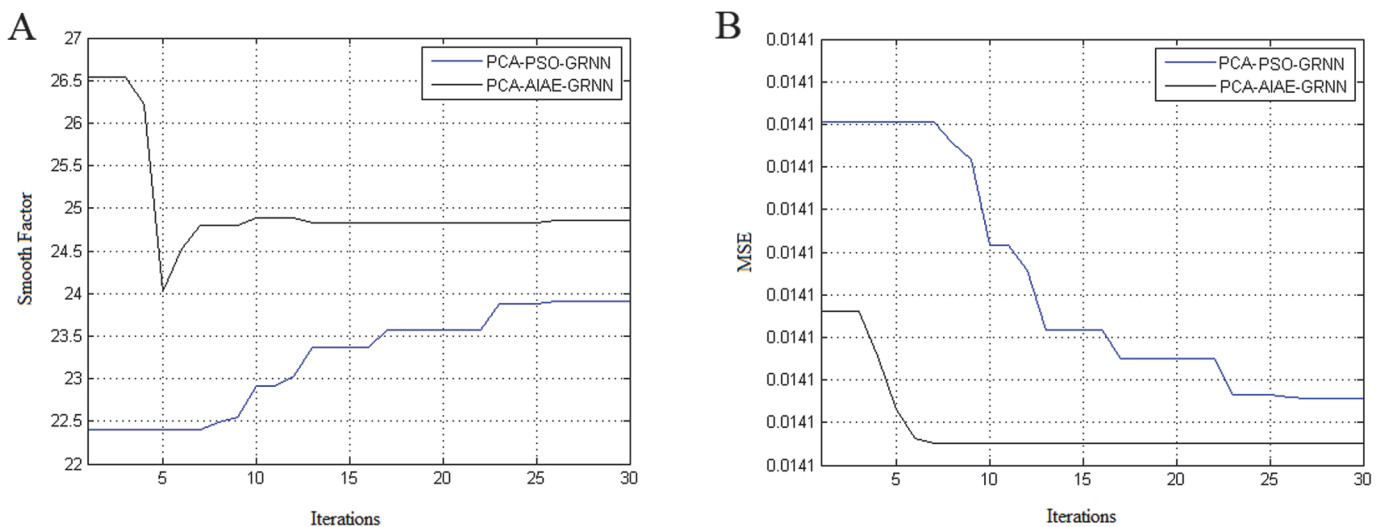 A
27
26.5
26
25.5
25
24.5
24
23.5
23
22.5
22
Smooth Factor
PCA-PSO-GRNN
PCA-AIAE-GRNN
5 10 15 20 25 30
Iterations
B
0.0141
0.0141
0.0141
0.0141
0.0141
0.0141
0.0141
0.0141
0.0141
0.0141
0.0141
MSE
PCA-PSO-GRNN
PCA-AIAE-GRNN
5 10 15 20 25 30
Iterations